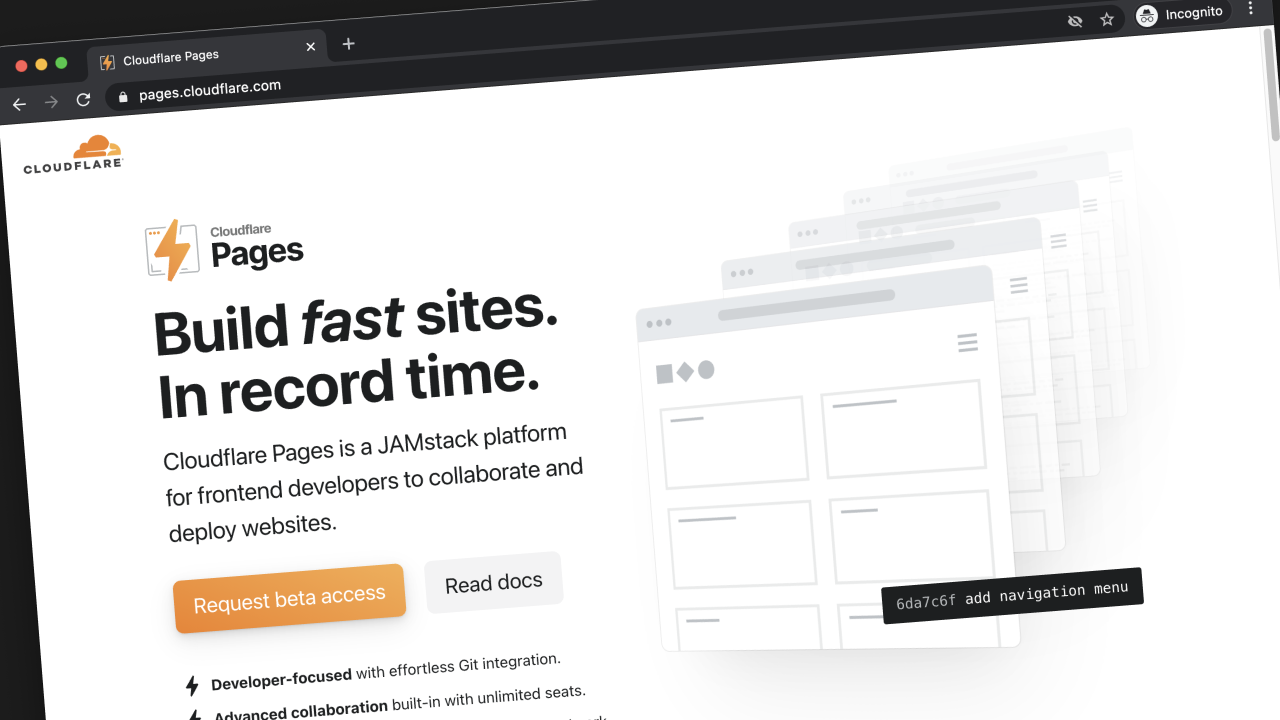 Cloudflare Pages
Incognito
pages.cloudflare.com
CLOUDFLARE
Cloudflare
Pages
Build fast sites.
In record time.
Cloudflare Pages is a JAMstack platform
for frontend developers to collaborate and
deploy websites.
Request beta access
Read docs
6da7c6f add navigation menu
Developer-focused with effortless Git integration.
Advanced collaboration built-in with unlimited seats.